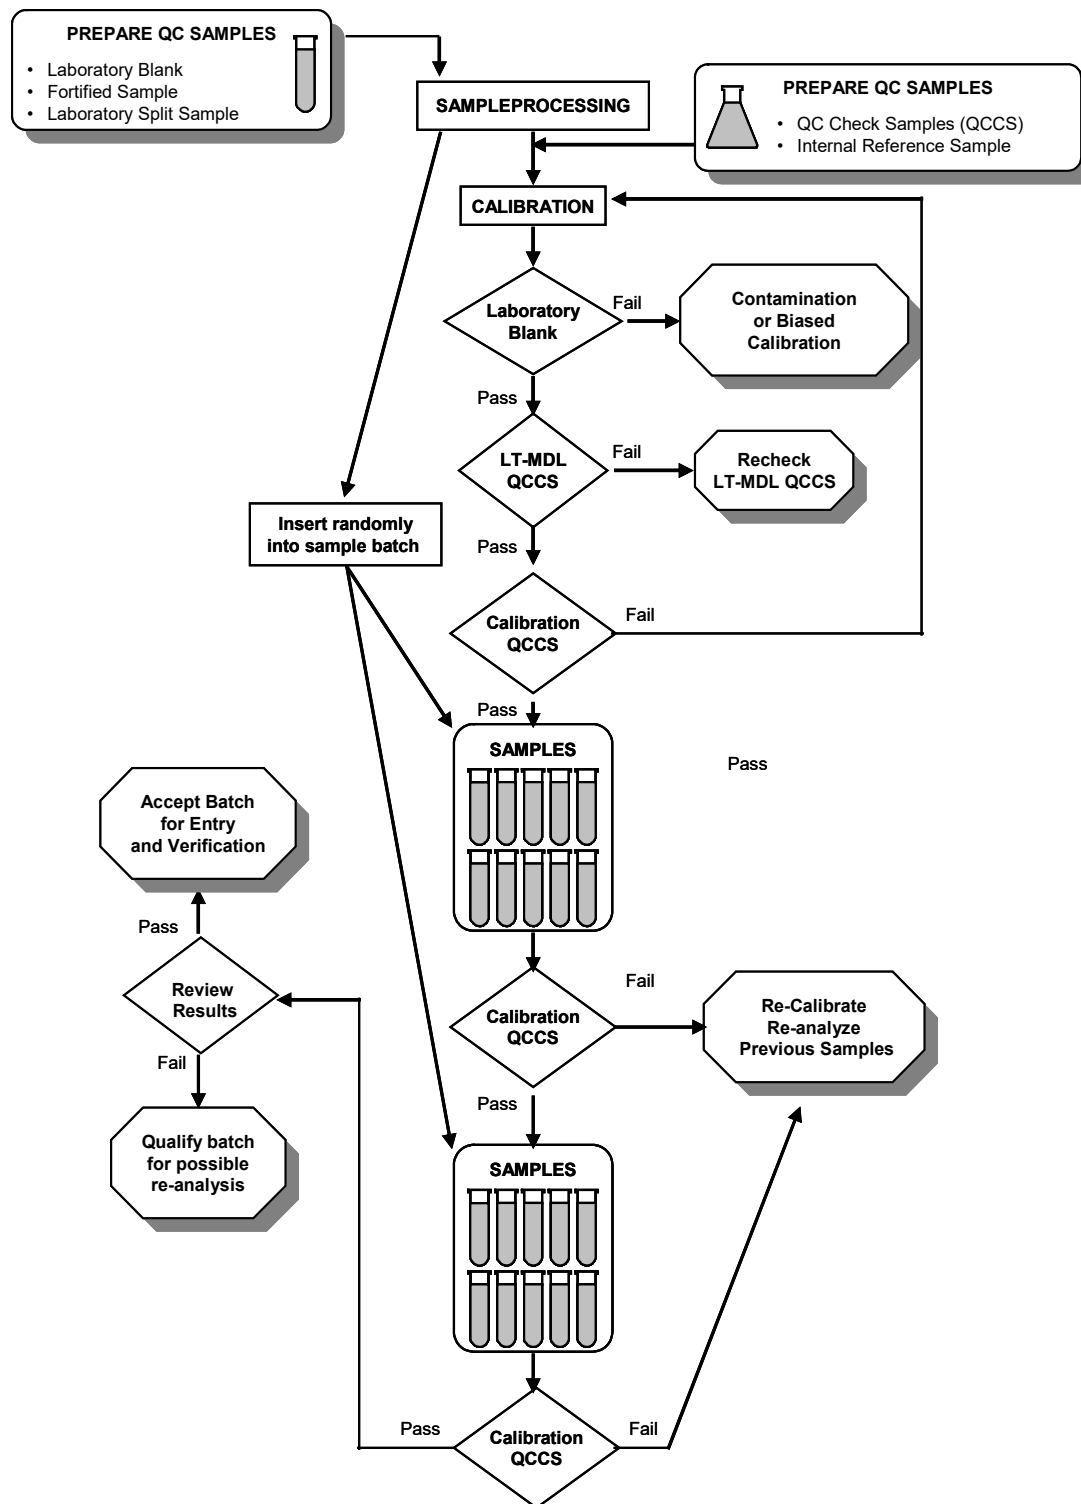 PREPARE QC SAMPLES
• Laboratory Blank
• Fortified Sample
• Laboratory Split Sample
SAMPLEPROCESSING
PREPARE QC SAMPLES
• QC Check Samples (QCCS)
• Internal Reference Sample
CALIBRATION
Laboratory
Blank
Fail
Contamination
or Biased
Calibration
Pass
LT-MDL
QCCS
Fail
Recheck
LT-MDL QCCS
Insert randomly
into sample batch
Pass
Calibration
QCCS
Fail
Pass
SAMPLES
Pass
Accept Batch
for Entry
and Verification
Pass
Review
Results
Fail
Qualify batch
for possible
re-analysis
Calibration
QCCS
Fail
Re-Calibrate
Re-analyze
Previous Samples
Pass
SAMPLES
Pass
Calibration
QCCS
Fail